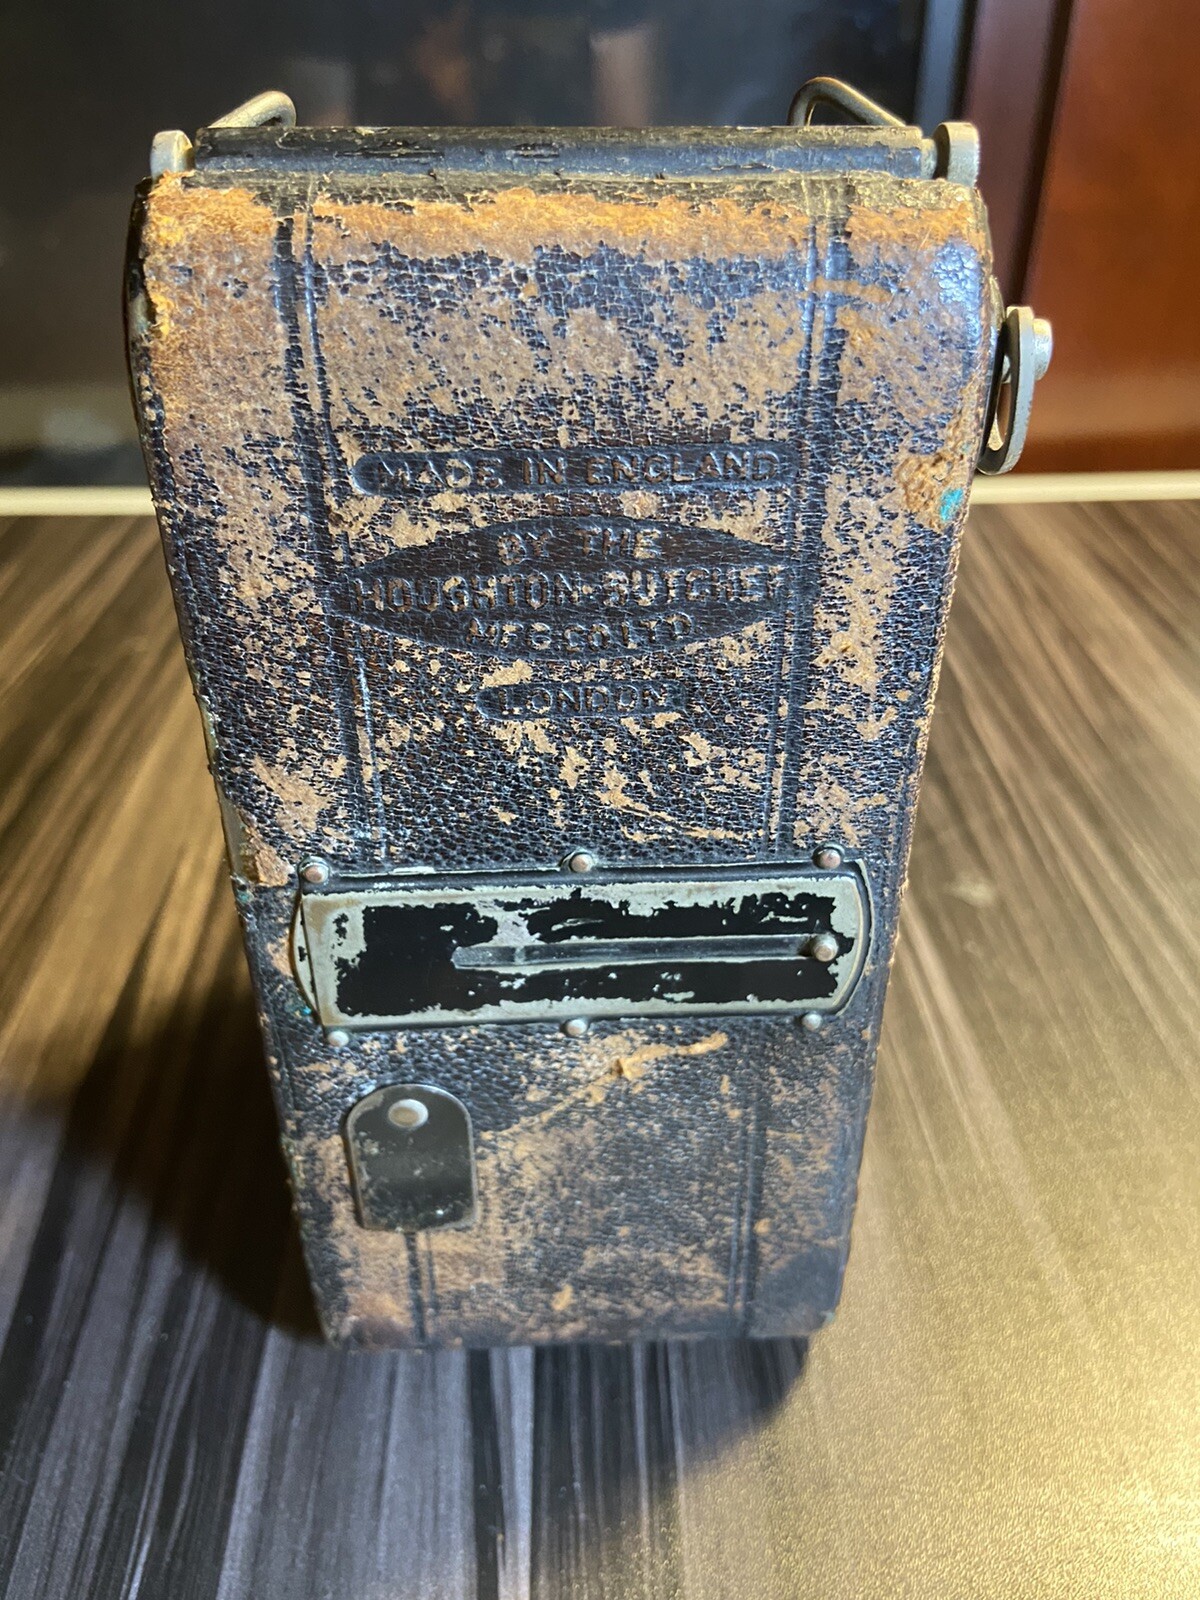 MADE IN ENGLAND
BY THE
HOUGHTON-BUTCHER
MFG.CO.LTD
LONDON